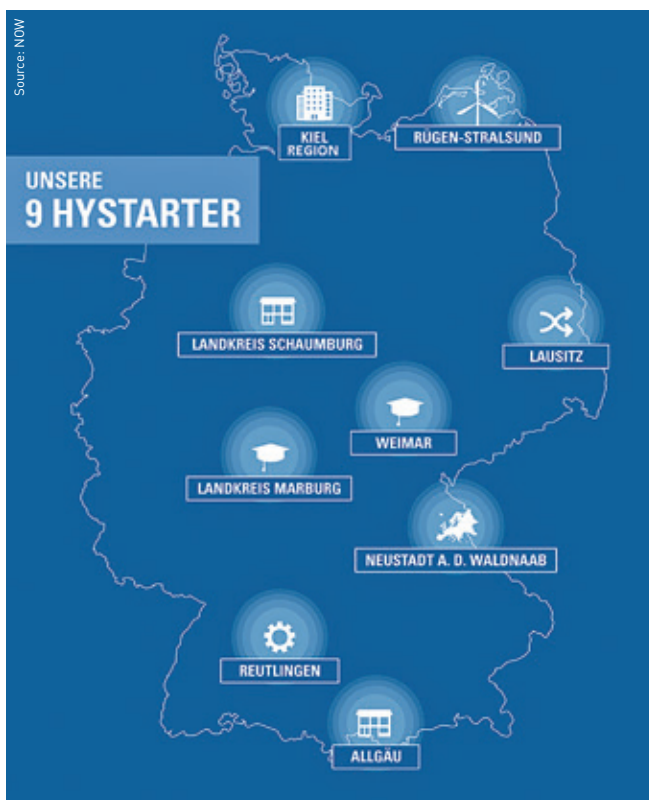 Source: NOW
KIEL
REGION
RÜGEN-STRALSUND
UNSERE
9 HYSTARTER
LANDKREIS SCHAUMBURG
LAUSITZ
WEIMAR
LANDKREIS MARBURG
NEUSTADT A. D. WALDNAAB
REUTLINGEN
ALLGÄU